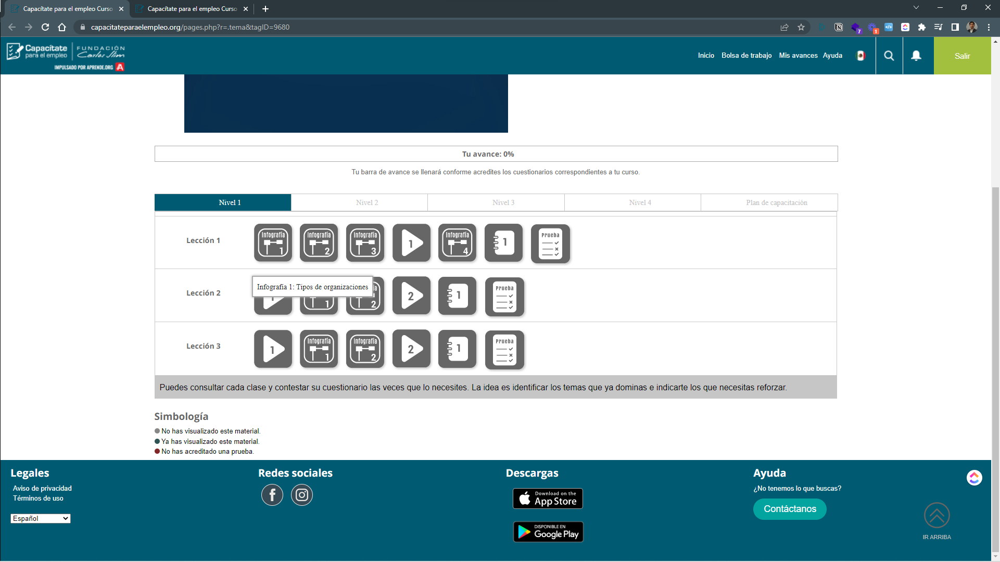 Capacítate para el empleo Curso
Capacítate para el empleo Curso
capacitateparaelempleo.org/pages.php?r=.tema&tagID=9680
7
1
Capacítate
para el empleo
FUNDACIÓN
Carlos Slim
IMPULSADO POR APRENDE.ORG A
Inicio Bolsa de trabajo Mis avances Ayuda
Salir
Tu avance: 0%
Tu barra de avance se llenará conforme acredites los cuestionarios correspondientes a tu curso.
Nivel 1 Nivel 2 Nivel 3 Nivel 4 Plan de capacitación
Lección 1
Infografía 1
Infografía 2
Infografía 3
1
Infografía 4
1
Prueba
Infografía 1: Tipos de organizaciones
Lección 2
1
2
2
1
Prueba
Lección 3
1
Infografía 1
Infografía 2
2
1
Prueba
Puedes consultar cada clase y contestar su cuestionario las veces que lo necesites. La idea es identificar los temas que ya dominas e indicarte los que necesitas reforzar.
Simbología
No has visualizado este material.
Ya has visualizado este material.
No has acreditado una prueba.
Legales
Aviso de privacidad
Términos de uso
Español
Redes sociales
Descargas
Download on the
App Store
DISPONIBLE EN
Google Play
Ayuda
¿No tenemos lo que buscas?
Contáctanos
IR ARRIBA